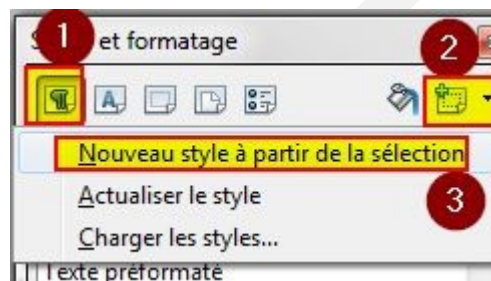 1 et formatage 2
Nouveau style à partir de la sélection
Actualiser le style 3
Charger les styles...
Texte préformaté